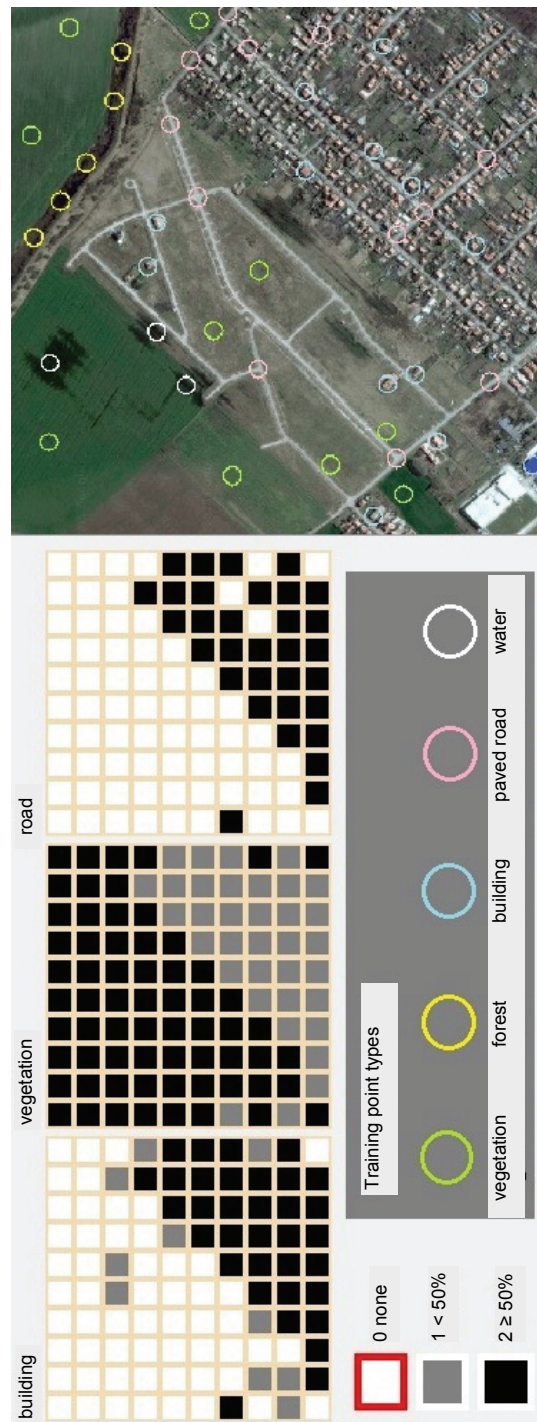 road
vegetation
building
Training point types
water
paved road
building
forest
vegetation
0 none
1 < 50%
2 ≥ 50%